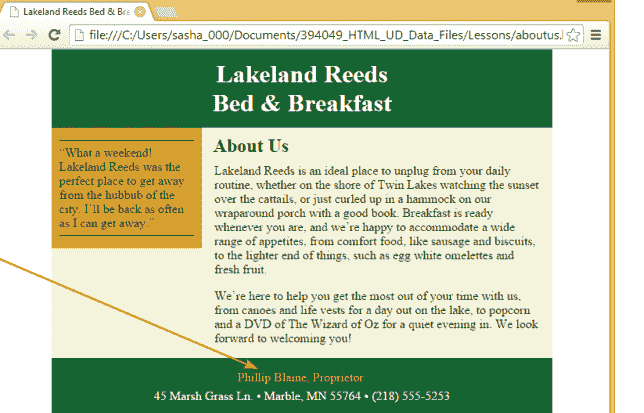 Lakeland Reeds Bed & Bre
file:///C:/Users/sasha_000/Documents/394049_HTML_UD_Data_Files/Lessons/aboutus.
Lakeland Reeds
Bed & Breakfast
"What a weekend!
Lakeland Reeds was the
perfect place to get away
from the hubbub of the
city. I'll be back as often
as I can get away."
About Us
Lakeland Reeds is an ideal place to unplug from your daily
routine, whether on the shore of Twin Lakes watching the sunset
over the cattails, or just curled up in a hammock on our
wraparound porch with a good book. Breakfast is ready
whenever you are, and we're happy to accommodate a wide
range of appetites, from comfort food, like sausage and biscuits,
to the lighter end of things, such as egg white omelettes and
fresh fruit.
We're here to help you get the most out of your time with us,
from canoes and life vests for a day out on the lake, to popcorn
and a DVD of The Wizard of Oz for a quiet evening in. We look
forward to welcoming you!
Phillip Blaine, Proprietor
45 Marsh Grass Ln. • Marble, MN 55764 • (218) 555-5253